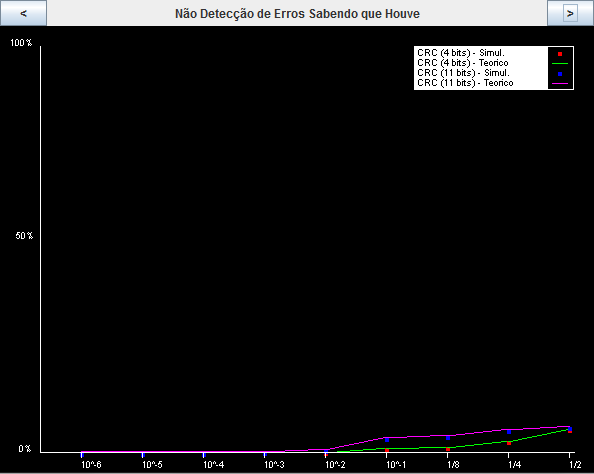 <
Não Detecção de Erros Sabendo que Houve
>
100%
CRC (4 bits) - Simul.
CRC (4 bits) - Teorico
CRC (11 bits) - Simul.
CRC (11 bits) - Teorico
50%
0%
10^-6 10^-5 10^-4 10^-3 10^-2 10^-1 1/8 1/4 1/2